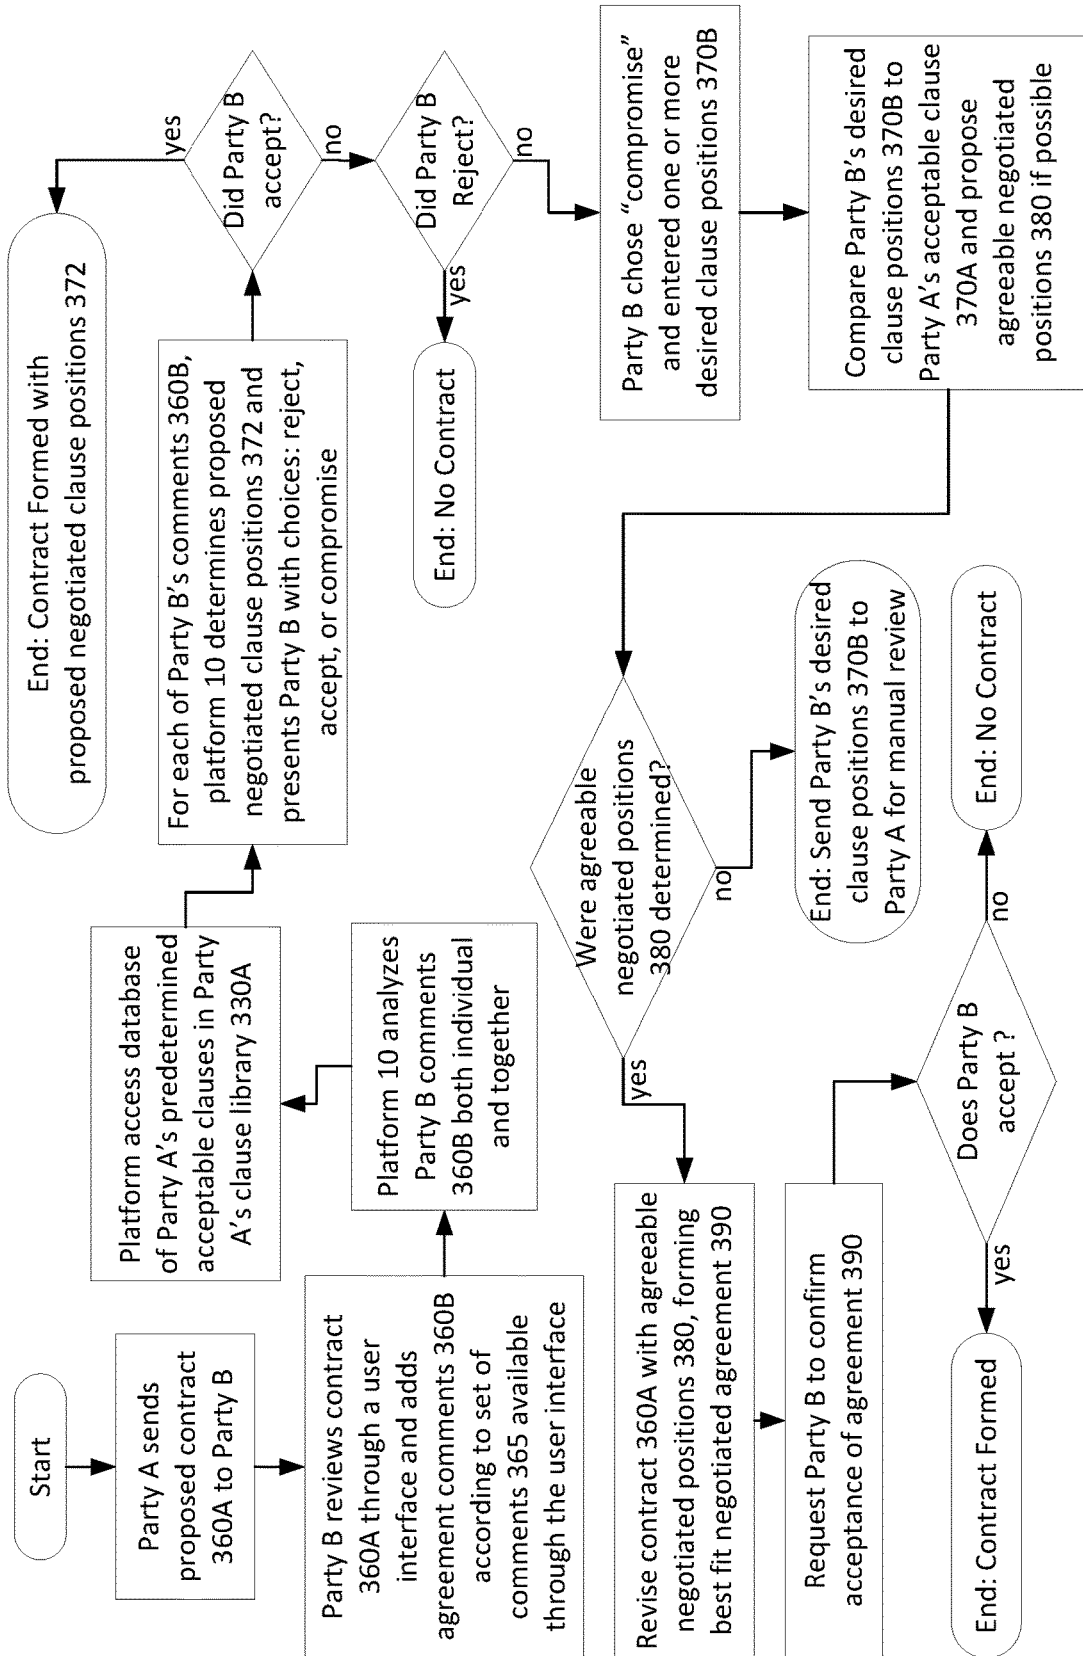 Start
Party A sends
proposed contract
360A to Party B
Party B reviews contract
360A through a user
interface and adds
agreement comments 360B
according to set of
comments 365 available
through the user interface
Platform 10 analyzes
Party B comments
360B both individual
and together
Platform access database
of Party A's predetermined
acceptable clauses in Party
A's clause library 330A
For each of Party B's comments 360B,
platform 10 determines proposed
negotiated clause positions 372 and
presents Party B with choices: reject,
accept, or compromise
Did Party B
accept?
yes
End: Contract Formed with
proposed negotiated clause positions 372
no
Did Party B
Reject?
yes
End: No Contract
no
Party B chose “compromise”
and entered one or more
desired clause positions 370B
Compare Party B's desired
clause positions 370B to
Party A's acceptable clause
370A and propose
agreeable negotiated
positions 380 if possible
Were agreeable
negotiated positions
380 determined?
no
End: Send Party B's desired
clause positions 370B to
Party A for manual review
yes
Revise contract 360A with agreeable
negotiated positions 380, forming
best fit negotiated agreement 390
Request Party B to confirm
acceptance of agreement 390
Does Party B
accept ?
no
End: No Contract
yes
End: Contract Formed